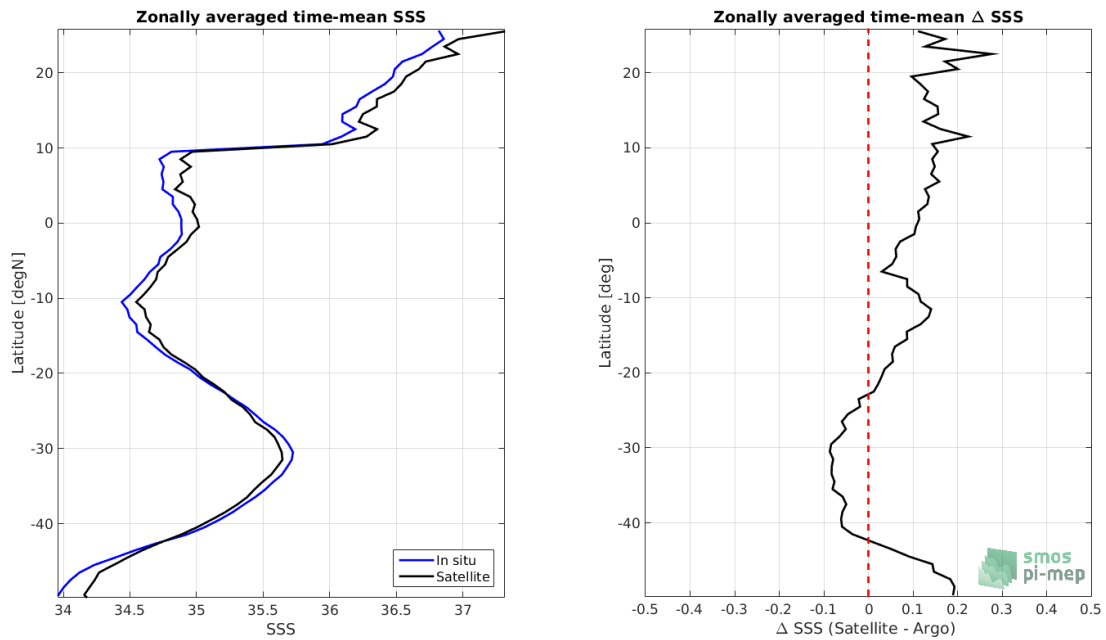 Zonally averaged time-mean SSS
20
10
0
-10
-20
-30
-40
Latitude [degN]
34 34.5 35 35.5 36 36.5 37
SSS
In situ
Satellite
Zonally averaged time-mean Δ SSS
20
10
0
-10
-20
-30
-40
Latitude [deg]
-0.5 -0.4 -0.3 -0.2 -0.1 0 0.1 0.2 0.3 0.4 0.5
Δ SSS (Satellite - Argo)
smos
pi-mep